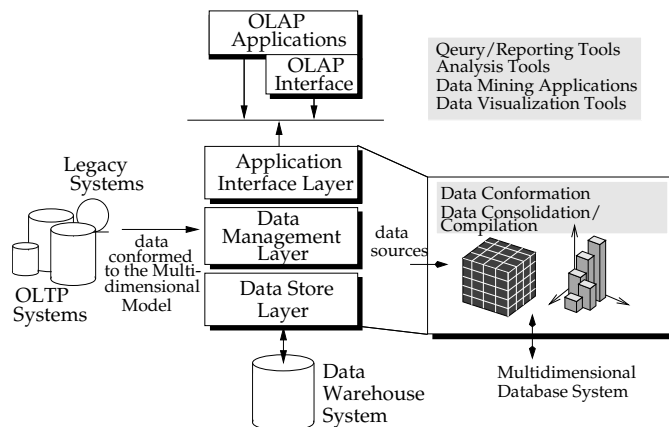 OLAP
Applications
OLAP
Interface
Qeury/Reporting Tools
Analysis Tools
Data Mining Applications
Data Visualization Tools
Application
Interface Layer
Legacy
Systems
OLTP
Systems
data
conformed
to the Multi-
dimensional
Model
Data
Management
Layer
Data Store
Layer
data
sources
Data Conformation
Data Consolidation/
Compilation
Data
Warehouse
System
Multidimensional
Database System